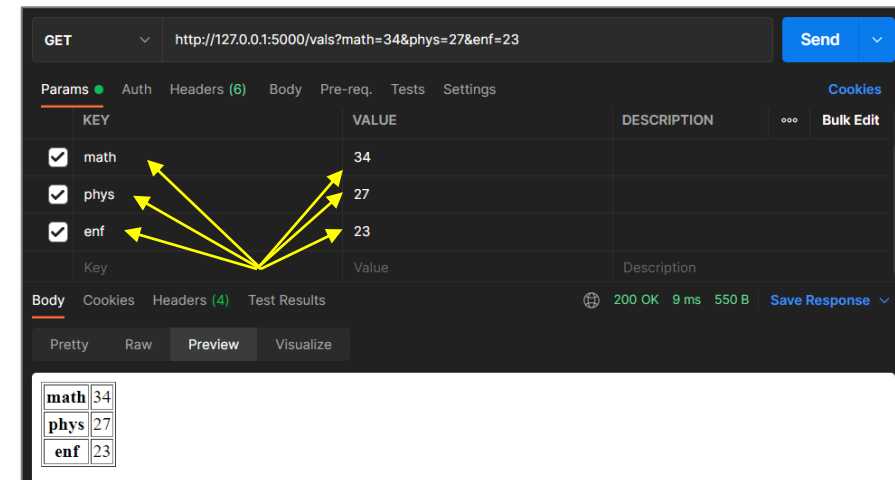 GET http://127.0.0.1:5000/vals?math=34&phys=27&enf=23 Send
Params Auth Headers (6) Body Pre-req. Tests Settings Cookies
KEY VALUE DESCRIPTION ooo Bulk Edit
math 34
phys 27
enf 23
Key Value Description
Body Cookies Headers (4) Test Results 200 OK 9 ms 550 B Save Response
Pretty Raw Preview Visualize
math 34
phys 27
enf 23